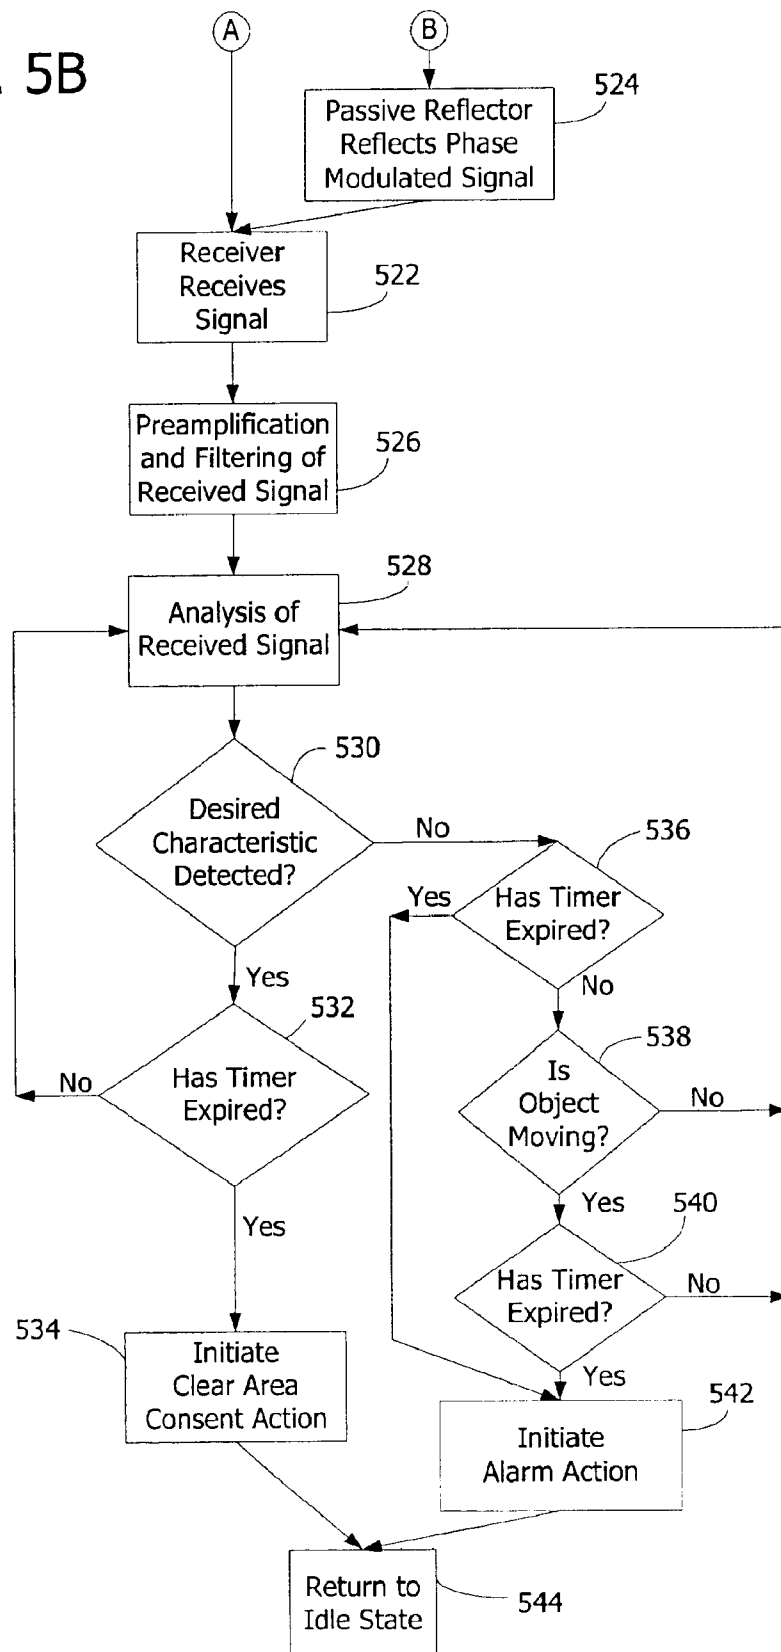 5B
A
B
Passive Reflector
Reflects Phase
Modulated Signal
524
Receiver
Receives
Signal
522
Preamplification
and Filtering of
Received Signal
526
Analysis of
Received Signal
528
Desired
Characteristic
Detected?
530
No
Yes
Has Timer
Expired?
532
No
Yes
Initiate
Clear Area
Consent Action
534
Has Timer
Expired?
536
Yes
No
Is
Object
Moving?
538
No
Yes
Has Timer
Expired?
540
No
Yes
Initiate
Alarm Action
542
Return to
Idle State
544